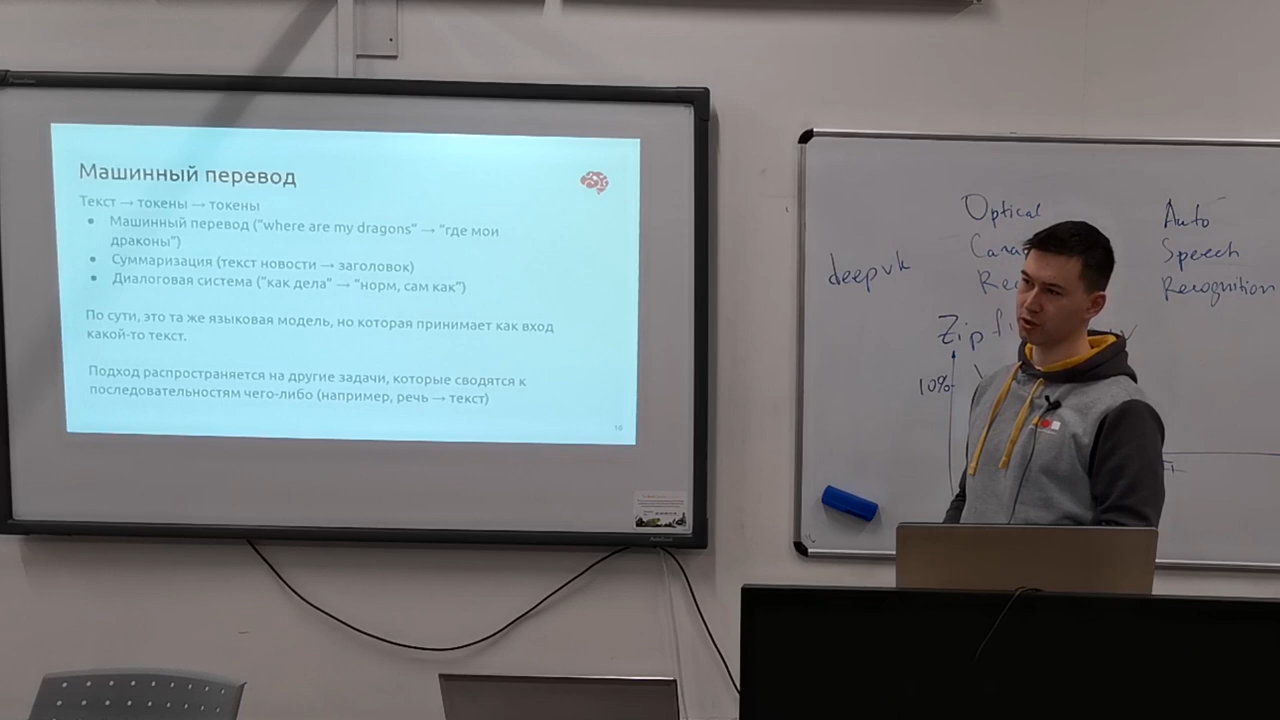 Машинный перевод
Текст → токены → токены
● Машинный перевод (“where are my dragons” → “где мои
драконы”)
● Суммаризация (текст новости → заголовок)
● Диалоговая система (“как дела” → “норм, сам как”)
По сути, это та же языковая модель, но которая принимает как вход
какой-то текст.
Подход распространяется на другие задачи, которые сводятся к
последовательностям чего-либо (например, речь → текст)
deepvk
Optical
10%
Auto
Speech
Recognition